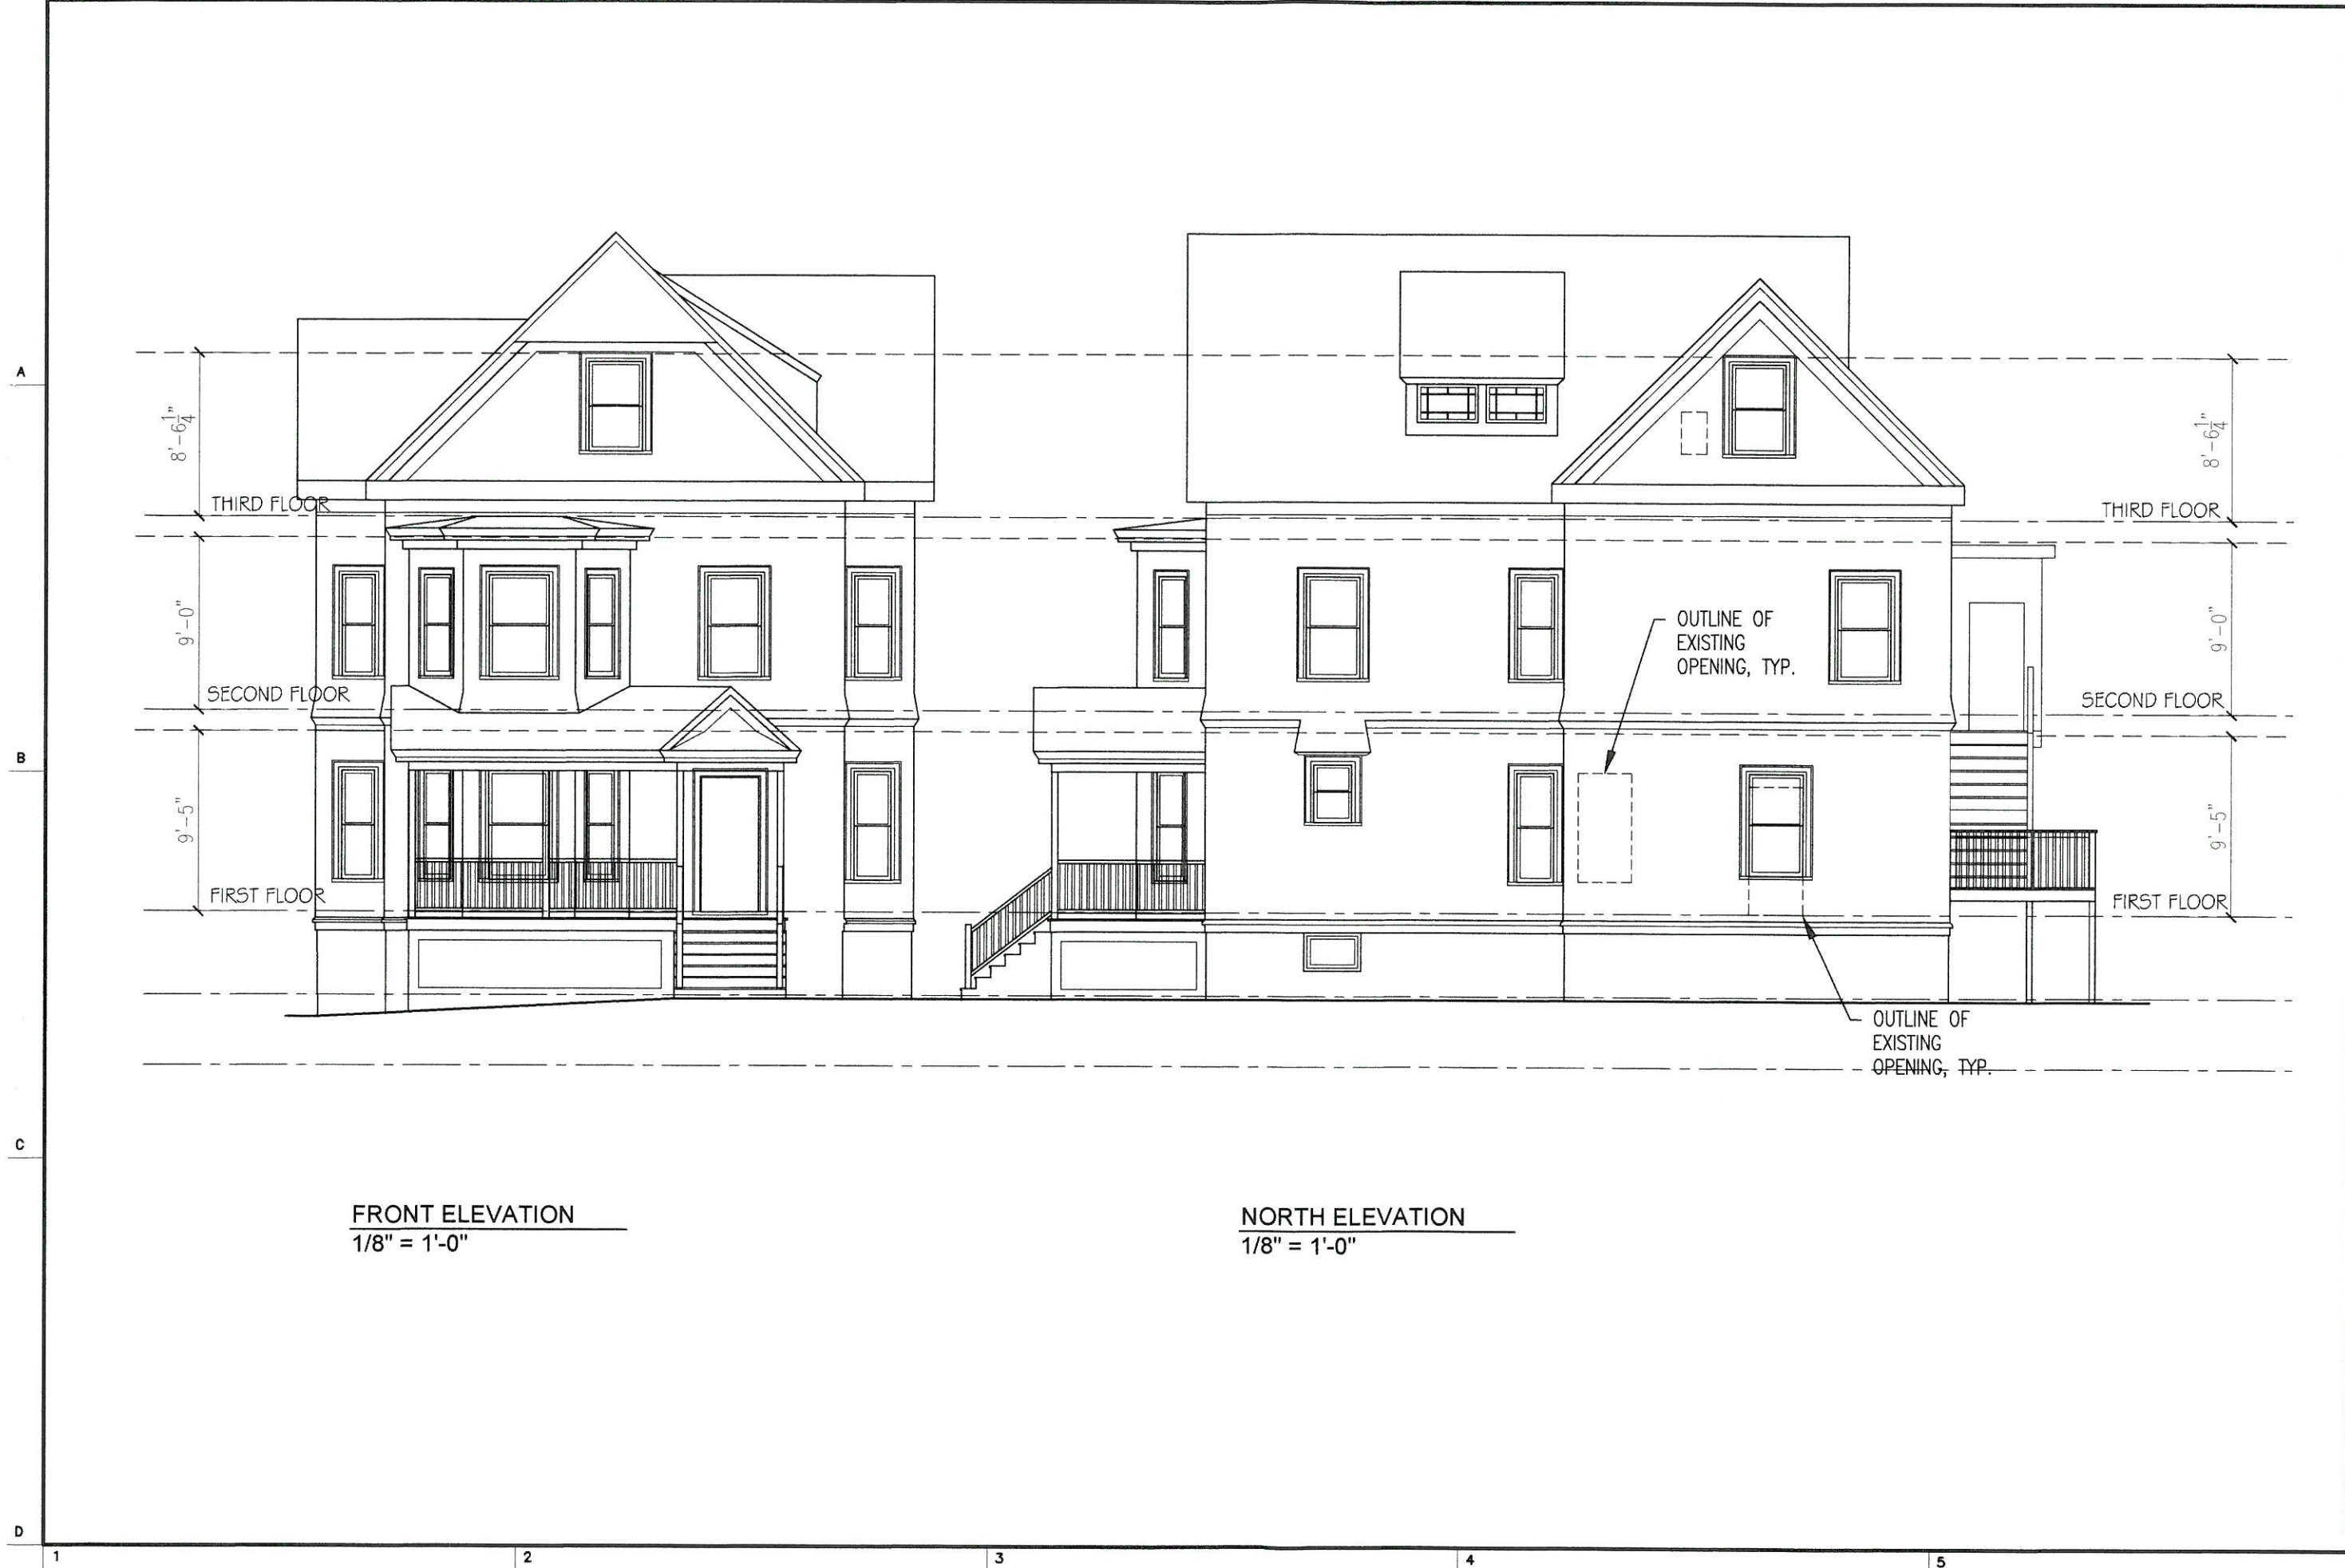 A
8'-6 1/4"
8'-6 1/4"
THIRD FLOOR
THIRD FLOOR
9'-0"
OUTLINE OF
EXISTING
OPENING, TYP.
9'-0"
SECOND FLOOR
SECOND FLOOR
B
9'-5"
9'-5"
FIRST FLOOR
FIRST FLOOR
OUTLINE OF
EXISTING
OPENING, TYP.
C
FRONT ELEVATION
1/8" = 1'-0"
NORTH ELEVATION
1/8" = 1'-0"
D
1 2 3 4 5